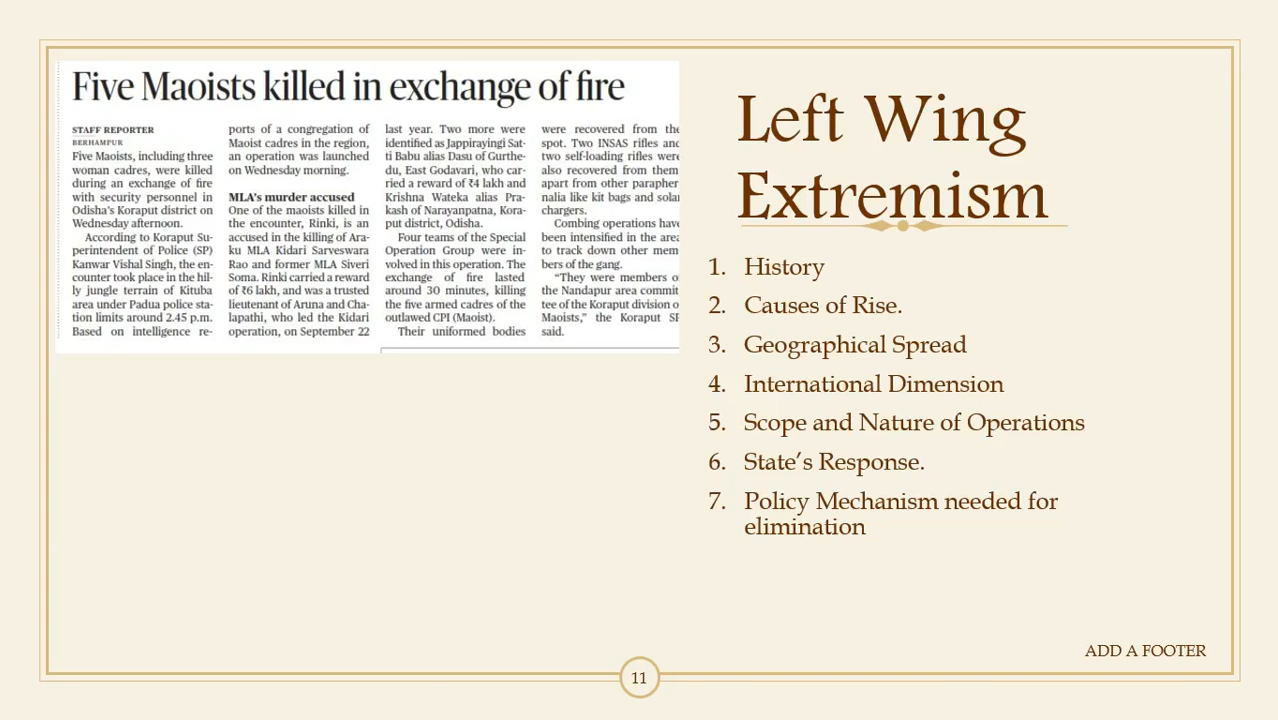 Five Maoists killed in exchange of fire
STAFF REPORTER
BERHAMPUR
Five Maoists, including three
woman cadres, were killed
during an exchange of fire
with security personnel in
Odisha's Koraput district on
Wednesday afternoon.
According to Koraput Su-
perintendent of Police (SP)
Kanwar Vishal Singh, the en-
counter took place in the hil-
ly jungle terrain of Kituba
area under Padua police sta-
tion limits around 2.45 p.m.
Based on intelligence re-
ports of a congregation of
Maoist cadres in the region,
an operation was launched
on Wednesday morning.
MLA's murder accused
One of the maoists killed in
the encounter, Rinki, is an
accused in the killing of Ara-
ku MLA Kidari Sarveswara
Rao and former MLA Siveri
Soma. Rinki carried a reward
of ₹6 lakh, and was a trusted
lieutenant of Aruna and Cha-
lapathi, who led the Kidari
operation, on September 22
last year. Two more were
identified as Jappirayingi Sat-
ti Babu alias Dasu of Gurthe-
du, East Godavari, who car-
ried a reward of ₹4 lakh and
Krishna Wateka alias Pra-
kash of Narayanpatna, Kora-
put district, Odisha.
Four teams of the Special
Operation Group were in-
volved in this operation. The
exchange of fire lasted
around 30 minutes, killing
the five armed cadres of the
outlawed CPI (Maoist).
Their uniformed bodies
were recovered from the
spot. Two INSAS rifles and
two self-loading rifles were
also recovered from them
apart from other parapher
nalia like kit bags and solar
chargers.
Combing operations have
been intensified in the area
to track down other mem
bers of the gang.
"They were members of
the Nandapur area commit
tee of the Koraput division of
Maoists," the Koraput SP
said.
Left Wing
Extremism
1. History
2. Causes of Rise.
3. Geographical Spread
4. International Dimension
5. Scope and Nature of Operations
6. State's Response.
7. Policy Mechanism needed for
elimination
ADD A FOOTER
11